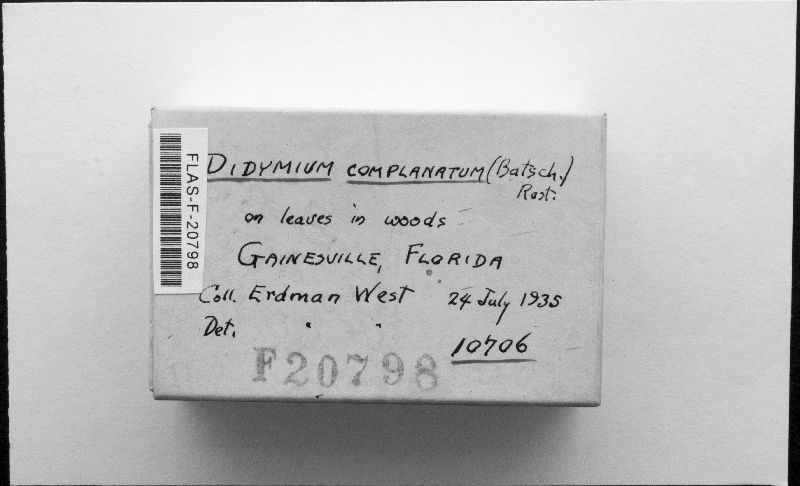 DIDYMIUM COMPLANATUM (Batsch.)
Rost.
on leaves in woods
GAINESVILLE, FLORIDA
Coll. Erdman West 24 July 1935
Det. " "
10706
F20798
FLAS-F-20798